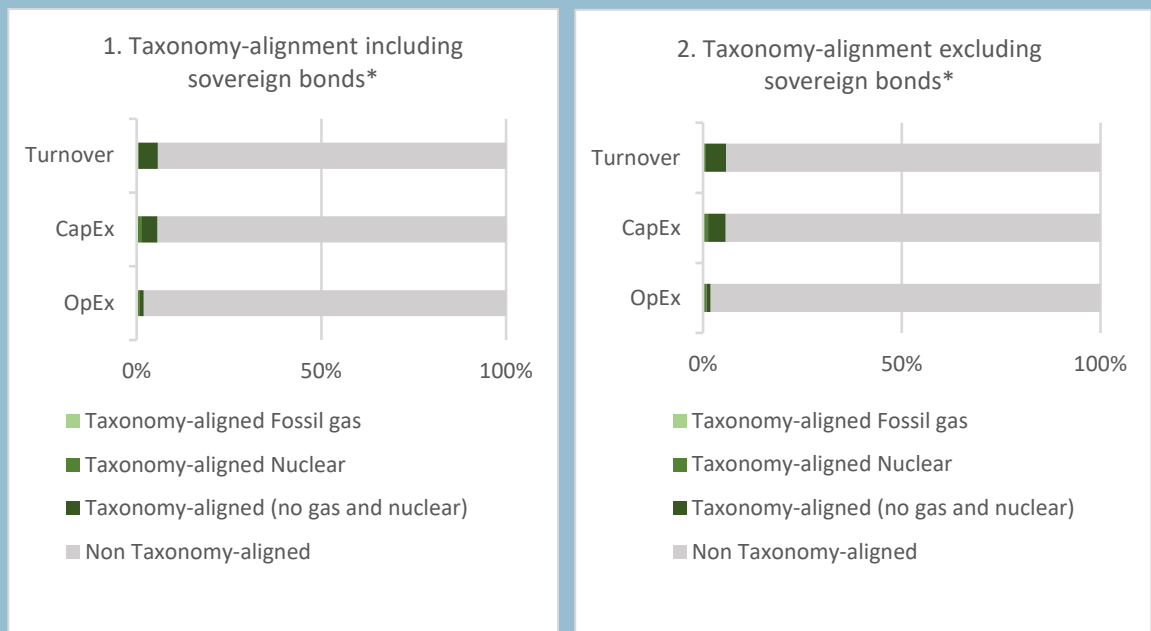 1. Taxonomy-alignment including
sovereign bonds*
Turnover
CapEx
OpEx
0% 50% 100%
Taxonomy-aligned Fossil gas
Taxonomy-aligned Nuclear
Taxonomy-aligned (no gas and nuclear)
Non Taxonomy-aligned
2. Taxonomy-alignment excluding
sovereign bonds*
Turnover
CapEx
OpEx
0% 50% 100%
Taxonomy-aligned Fossil gas
Taxonomy-aligned Nuclear
Taxonomy-aligned (no gas and nuclear)
Non Taxonomy-aligned